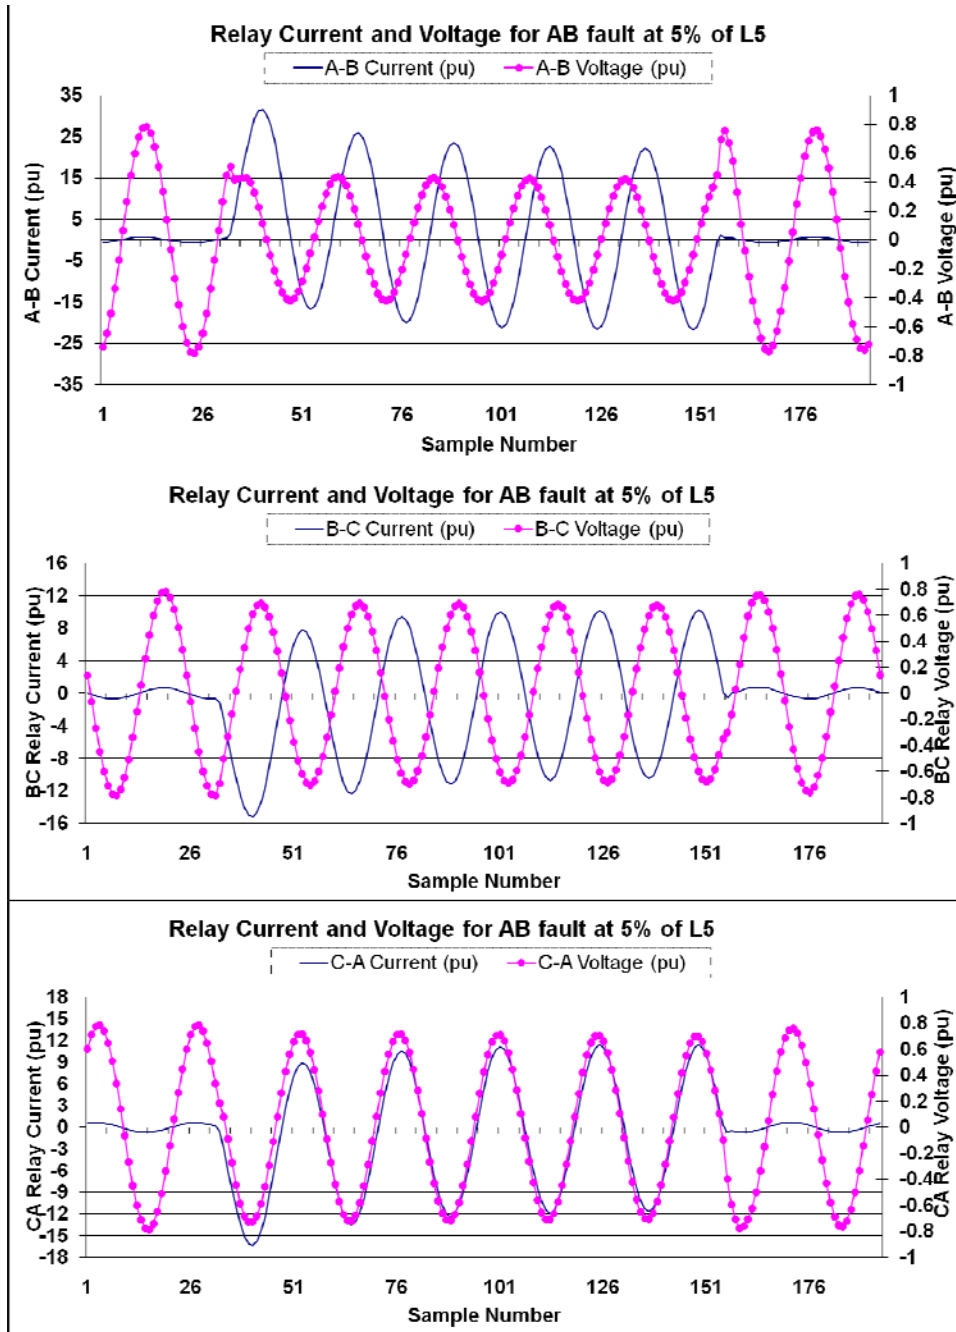 Relay Current and Voltage for AB fault at 5% of L5
A-B Current (pu) A-B Voltage (pu)
35 1
25 0.8
0.6
15 0.4
5 0.2
0
-5 -0.2
-15 -0.4
-0.6
-25 -0.8
-35 -1
A-B Current (pu)
A-B Voltage (pu)
1 26 51 76 101 126 151 176
Sample Number
Relay Current and Voltage for AB fault at 5% of L5
B-C Current (pu) B-C Voltage (pu)
16 1
12 0.8
8 0.6
0.4
4 0.2
0 0
-4 -0.2
-0.4
-8 -0.6
-12 -0.8
-16 -1
BC Relay Current (pu)
BC Relay Voltage (pu)
1 26 51 76 101 126 151 176
Sample Number
Relay Current and Voltage for AB fault at 5% of L5
C-A Current (pu) C-A Voltage (pu)
18 1
15 0.8
12 0.6
9 0.4
6
3 0.2
0 0
-3 -0.2
-6 -0.4
-9 -0.6
-12 -0.8
-15
-18 -1
CA Relay Current (pu)
CA Relay Voltage (pu)
1 26 51 76 101 126 151 176
Sample Number